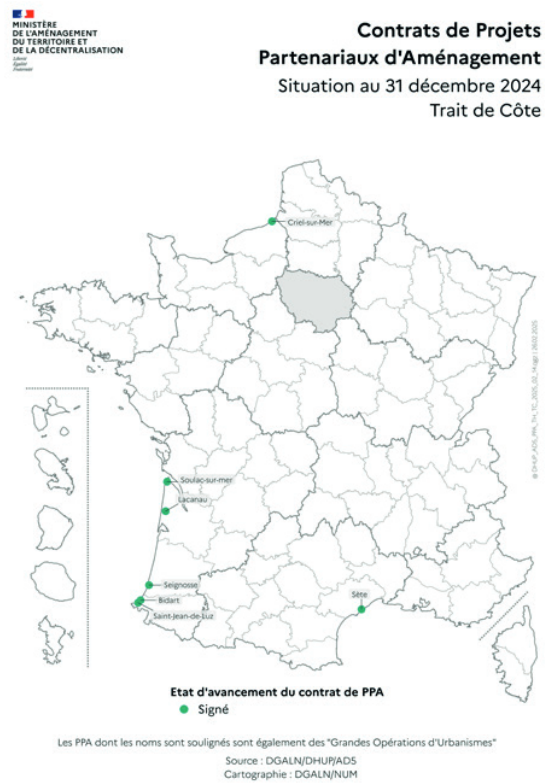 MINISTÈRE
DE L'AMÉNAGEMENT
DU TERRITOIRE ET
DE LA DÉCENTRALISATION
Liberté
Égalité
Fraternité
Contrats de Projets
Partenariaux d'Aménagement
Situation au 31 décembre 2024
Trait de Côte
Criel-sur-Mer
Soulac-sur-mer
Lacanau
Seignosse
Bidart
Saint-Jean-de-Luz
Sète
Etat d'avancement du contrat de PPA
Signé
Les PPA dont les noms sont soulignés sont également des "Grandes Opérations d'Urbanismes"
Source : DGALN/DHUP/AD5
Cartographie : DGALN/NUM